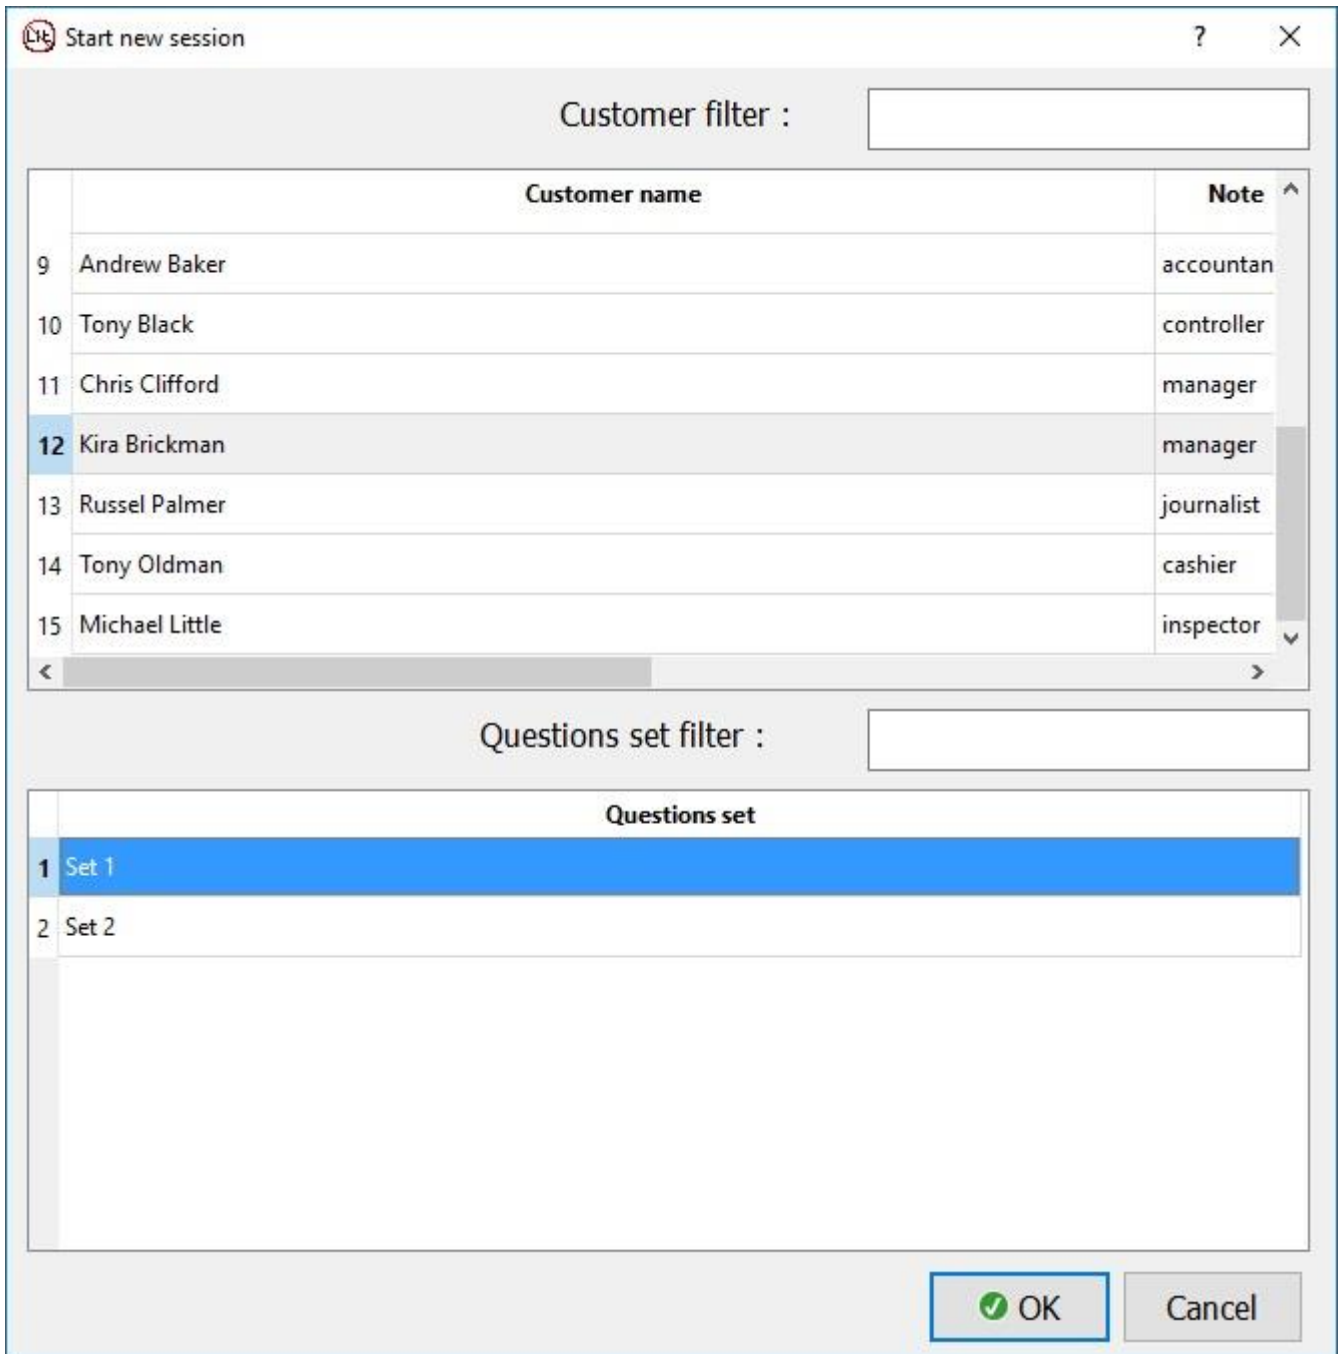 Lit Start new session ?
Customer filter :
Customer name Note
9 Andrew Baker accountan
10 Tony Black controller
11 Chris Clifford manager
12 Kira Brickman manager
13 Russel Palmer journalist
14 Tony Oldman cashier
15 Michael Little inspector
Questions set filter :
Questions set
1 Set 1
2 Set 2
OK Cancel